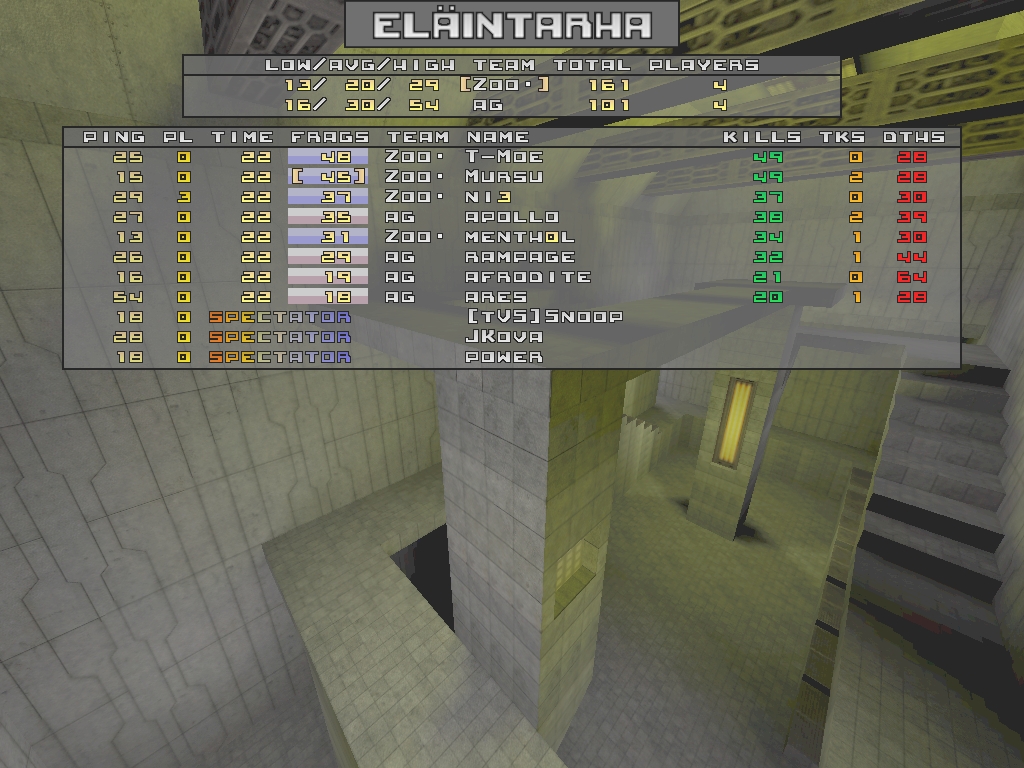 ELÄINTARHA
LOW/AVG/HIGH TEAM TOTAL PLAYERS
13/ 20/ 29 [Zoo·] 161 4
16/ 30/ 54 AG 101 4
PING PL TIME FRAGS TEAM NAME KILLS TKS DTHS
25 0 22 48 Zoo· T-Moe 49 0 28
15 0 22 [ 45] Zoo· Mursu 49 2 28
29 3 22 37 Zoo· Ni3 37 0 30
27 0 22 35 AG APOLLO 38 2 39
13 0 22 31 Zoo· MENTHOL 34 1 30
26 0 22 29 AG RAMPAGE 32 1 44
16 0 22 19 AG AFRODITE 21 0 64
54 0 22 18 AG ARES 20 1 28
18 0 SPECTATOR [TVS]Snoop
28 0 SPECTATOR JKova
18 0 SPECTATOR POWER